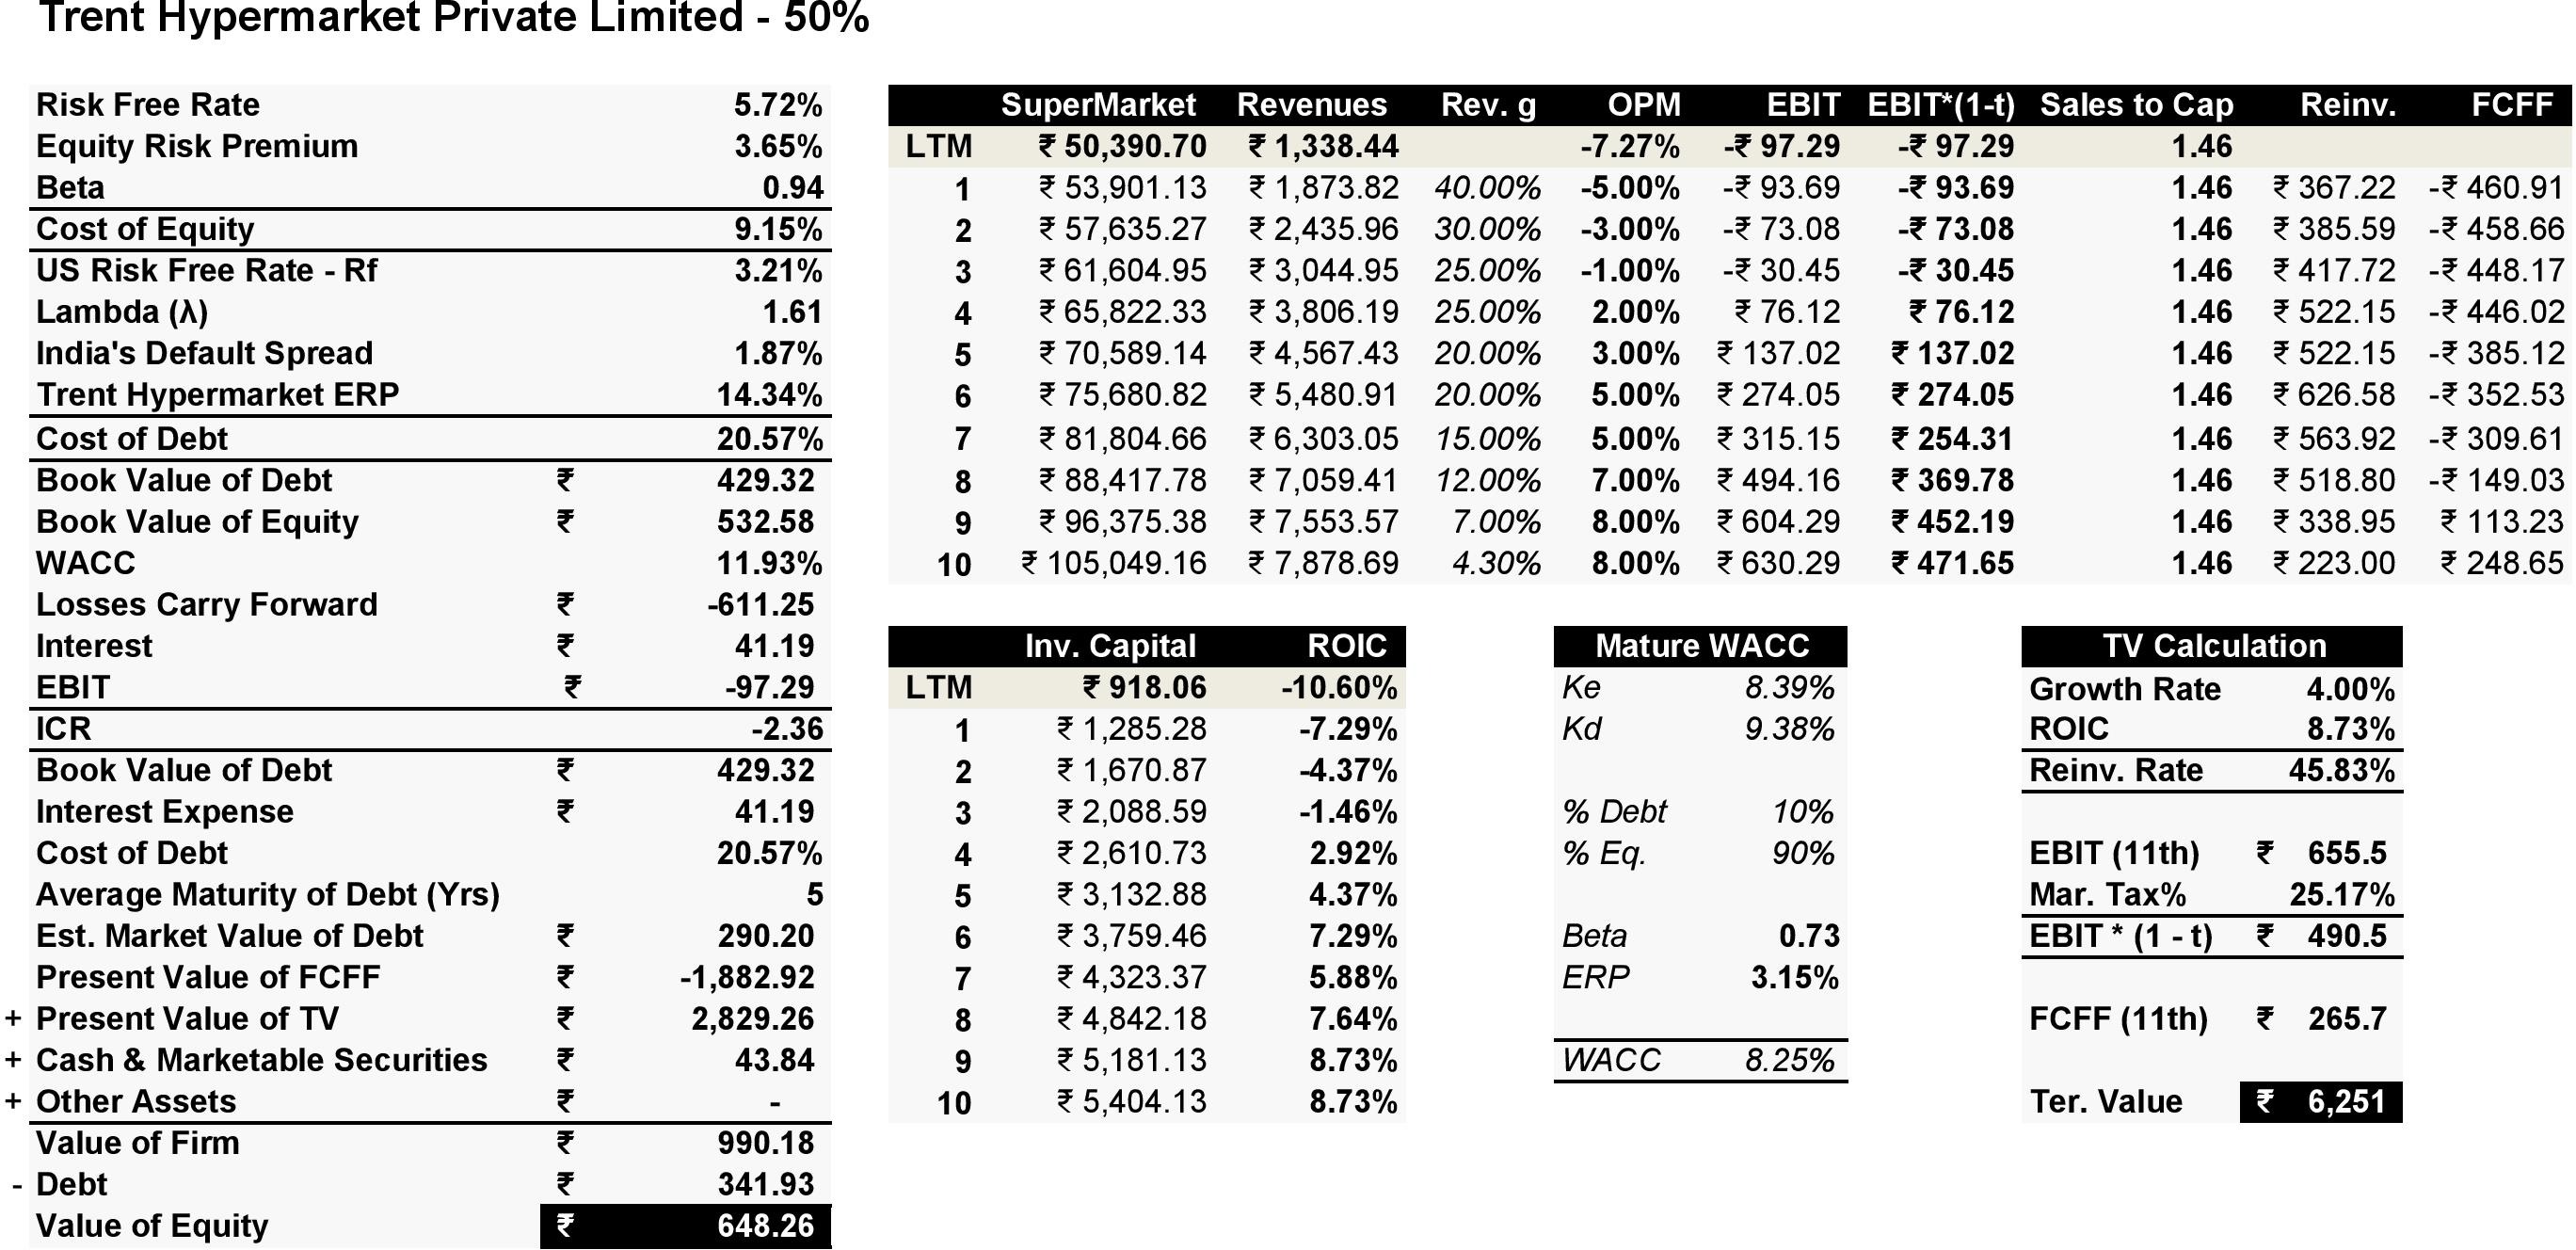 Trent Hypermarket Private Limited - 50%
Risk Free Rate 5.72%
Equity Risk Premium 3.65%
Beta 0.94
Cost of Equity 9.15%
US Risk Free Rate - Rf 3.21%
Lambda (λ) 1.61
India's Default Spread 1.87%
Trent Hypermarket ERP 14.34%
Cost of Debt 20.57%
Book Value of Debt ₹ 429.32
Book Value of Equity ₹ 532.58
WACC 11.93%
Losses Carry Forward ₹ -611.25
Interest ₹ 41.19
EBIT ₹ -97.29
ICR -2.36
Book Value of Debt ₹ 429.32
Interest Expense ₹ 41.19
Cost of Debt 20.57%
Average Maturity of Debt (Yrs) 5
Est. Market Value of Debt ₹ 290.20
Present Value of FCFF ₹ -1,882.92
+ Present Value of TV ₹ 2,829.26
+ Cash & Marketable Securities ₹ 43.84
+ Other Assets ₹ -
Value of Firm ₹ 990.18
- Debt ₹ 341.93
Value of Equity ₹ 648.26
SuperMarket Revenues Rev. g OPM EBIT EBIT*(1-t) Sales to Cap Reinv. FCFF
LTM ₹ 50,390.70 ₹ 1,338.44 -7.27% -₹ 97.29 -₹ 97.29 1.46
1 ₹ 53,901.13 ₹ 1,873.82 40.00% -5.00% -₹ 93.69 -₹ 93.69 1.46 ₹ 367.22 -₹ 460.91
2 ₹ 57,635.27 ₹ 2,435.96 30.00% -3.00% -₹ 73.08 -₹ 73.08 1.46 ₹ 385.59 -₹ 458.66
3 ₹ 61,604.95 ₹ 3,044.95 25.00% -1.00% -₹ 30.45 -₹ 30.45 1.46 ₹ 417.72 -₹ 448.17
4 ₹ 65,822.33 ₹ 3,806.19 25.00% 2.00% ₹ 76.12 ₹ 76.12 1.46 ₹ 522.15 -₹ 446.02
5 ₹ 70,589.14 ₹ 4,567.43 20.00% 3.00% ₹ 137.02 ₹ 137.02 1.46 ₹ 522.15 -₹ 385.12
6 ₹ 75,680.82 ₹ 5,480.91 20.00% 5.00% ₹ 274.05 ₹ 274.05 1.46 ₹ 626.58 -₹ 352.53
7 ₹ 81,804.66 ₹ 6,303.05 15.00% 5.00% ₹ 315.15 ₹ 254.31 1.46 ₹ 563.92 -₹ 309.61
8 ₹ 88,417.78 ₹ 7,059.41 12.00% 7.00% ₹ 494.16 ₹ 369.78 1.46 ₹ 518.80 -₹ 149.03
9 ₹ 96,375.38 ₹ 7,553.57 7.00% 8.00% ₹ 604.29 ₹ 452.19 1.46 ₹ 338.95 ₹ 113.23
10 ₹ 105,049.16 ₹ 7,878.69 4.30% 8.00% ₹ 630.29 ₹ 471.65 1.46 ₹ 223.00 ₹ 248.65
Inv. Capital ROIC
LTM ₹ 918.06 -10.60%
1 ₹ 1,285.28 -7.29%
2 ₹ 1,670.87 -4.37%
3 ₹ 2,088.59 -1.46%
4 ₹ 2,610.73 2.92%
5 ₹ 3,132.88 4.37%
6 ₹ 3,759.46 7.29%
7 ₹ 4,323.37 5.88%
8 ₹ 4,842.18 7.64%
9 ₹ 5,181.13 8.73%
10 ₹ 5,404.13 8.73%
Mature WACC
Ke 8.39%
Kd 9.38%
% Debt 10%
% Eq. 90%
Beta 0.73
ERP 3.15%
WACC 8.25%
TV Calculation
Growth Rate 4.00%
ROIC 8.73%
Reinv. Rate 45.83%
EBIT (11th) ₹ 655.5
Mar. Tax% 25.17%
EBIT * (1 - t) ₹ 490.5
FCFF (11th) ₹ 265.7
Ter. Value ₹ 6,251